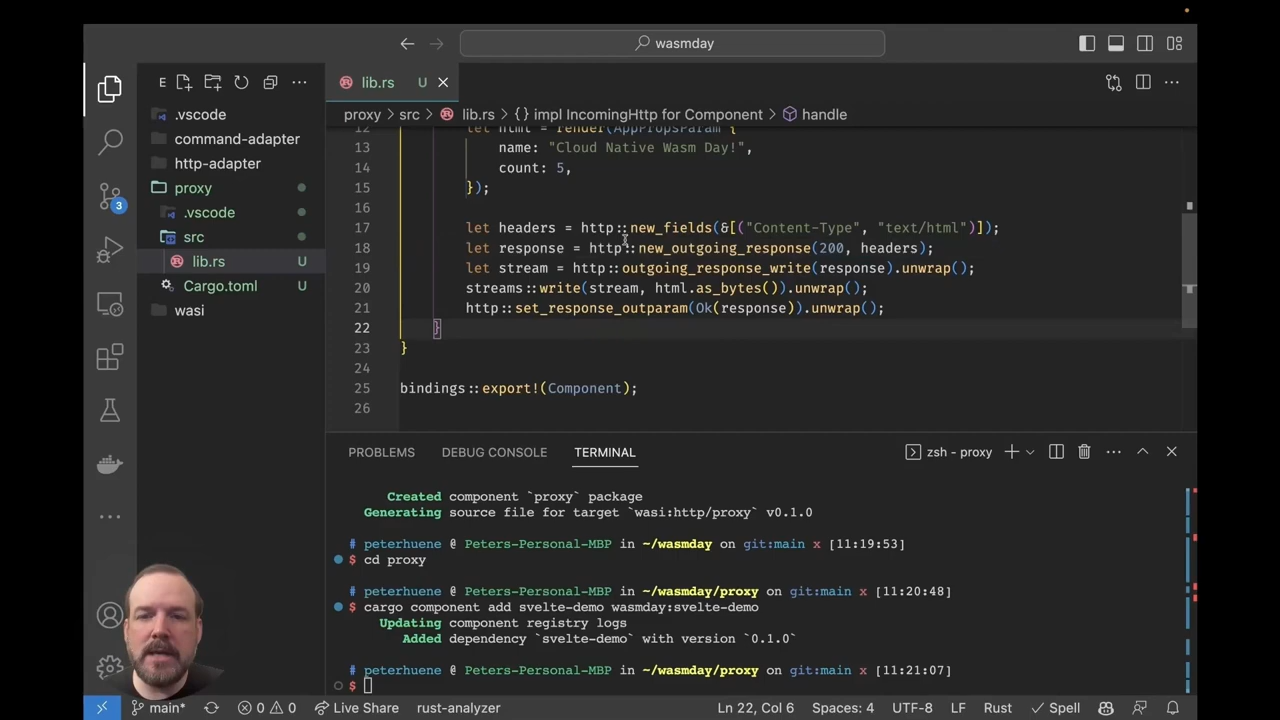 wasmday
E
lib.rs U
proxy > src > lib.rs > {} impl IncomingHttp for Component > handle
.vscode
command-adapter
http-adapter
proxy
.vscode
src
lib.rs U
Cargo.toml U
wasi
3
12 let html = render(AppPropsParam {
13 name: "Cloud Native Wasm Day!",
14 count: 5,
15 });
16
17 let headers = http::new_fields(&[("Content-Type", "text/html")]);
18 let response = http::new_outgoing_response(200, headers);
19 let stream = http::outgoing_response_write(response).unwrap();
20 streams::write(stream, html.as_bytes()).unwrap();
21 http::set_response_outparam(Ok(response)).unwrap();
22 }
23 }
24
25 bindings::export!(Component);
26
PROBLEMS DEBUG CONSOLE TERMINAL zsh - proxy
Created component `proxy` package
Generating source file for target `wasi:http/proxy` v0.1.0
# peterhuene @ Peters-Personal-MBP in ~/wasmday on git:main x [11:19:53]
$ cd proxy
# peterhuene @ Peters-Personal-MBP in ~/wasmday/proxy on git:main x [11:20:48]
$ cargo component add svelte-demo wasmday:svelte-demo
Updating component registry logs
Added dependency `svelte-demo` with version `0.1.0`
# peterhuene @ Peters-Personal-MBP in ~/wasmday/proxy on git:main x [11:21:07]
$
main* 0 0 Live Share rust-analyzer Ln 22, Col 6 Spaces: 4 UTF-8 LF Rust Spell